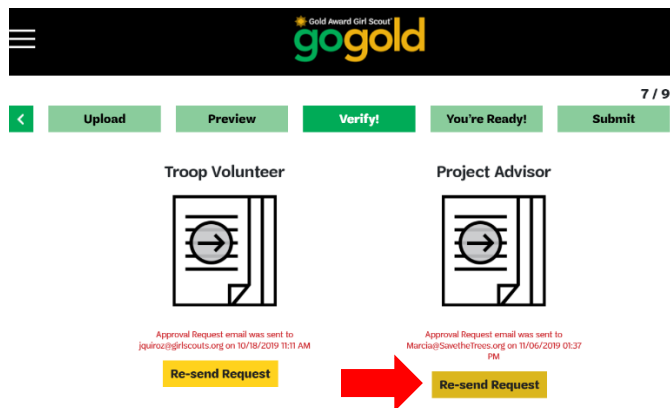 Gold Award Girl Scout
gogold
7 / 9
< Upload Preview Verify! You're Ready! Submit
Troop Volunteer Project Advisor
Approval Request email was sent to
jquiroz@girlscouts.org on 10/18/2019 11:11 AM
Re-send Request
Approval Request email was sent to
Marcia@SavetheTrees.org on 11/06/2019 01:37
PM
Re-send Request